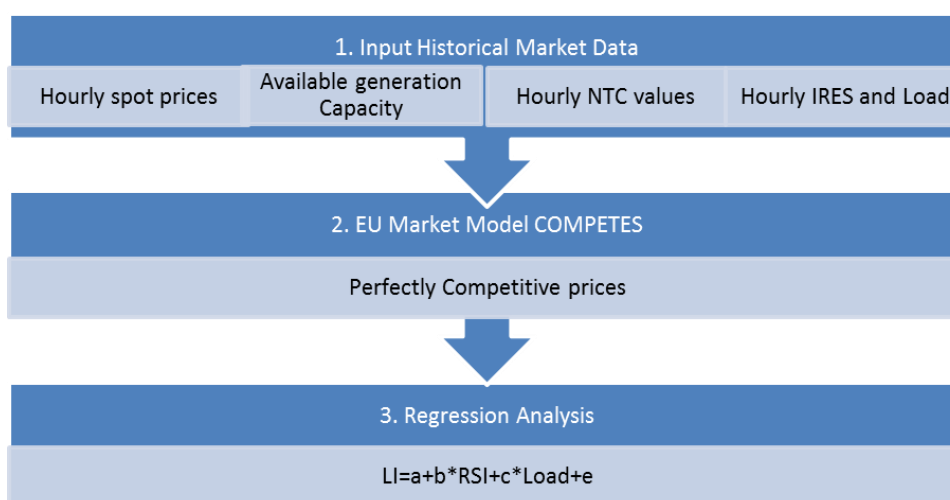 1. Input Historical Market Data
Hourly spot prices
Available generation
Capacity
Hourly NTC values
Hourly IRES and Load
2. EU Market Model COMPETES
Perfectly Competitive prices
3. Regression Analysis
LI=a+b*RSI+c*Load+e